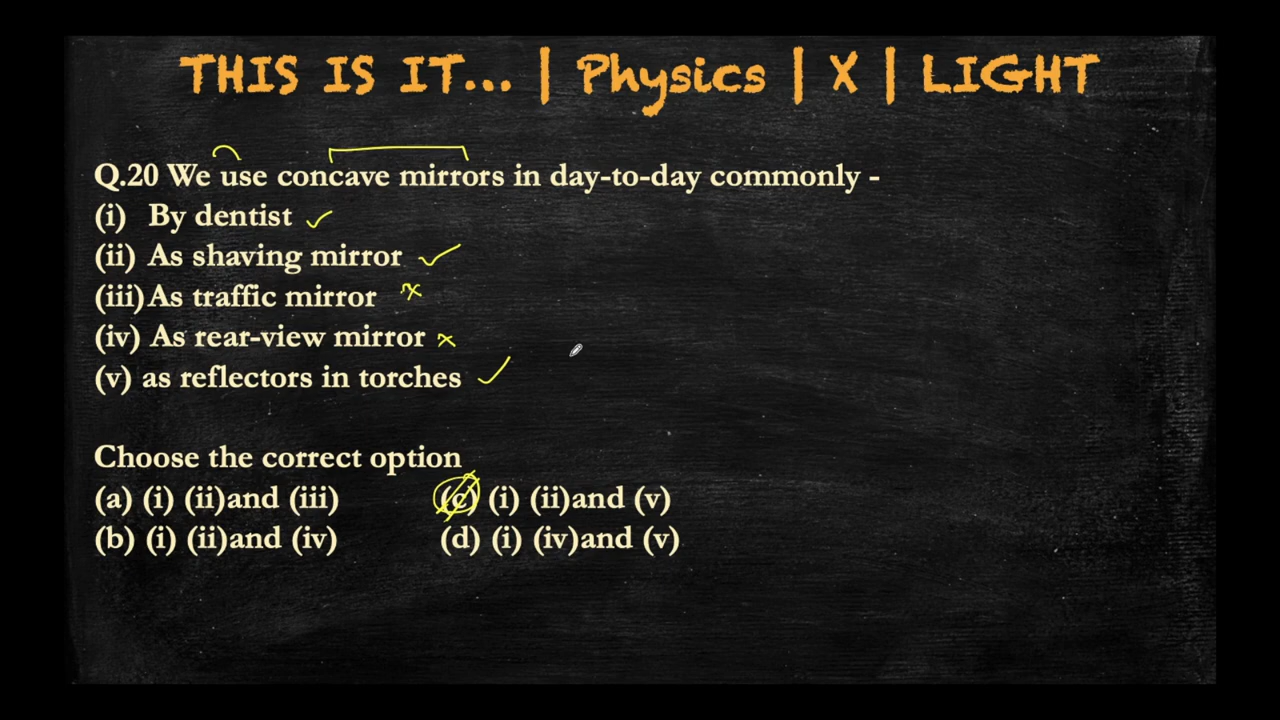 THIS IS IT... | Physics | X | LIGHT
Q.20 We use concave mirrors in day-to-day commonly -
(i) By dentist ✓
(ii) As shaving mirror ✓
(iii)As traffic mirror ×
(iv) As rear-view mirror ×
(v) as reflectors in torches ✓
Choose the correct option
(a) (i) (ii)and (iii) (c) (i) (ii)and (v)
(b) (i) (ii)and (iv) (d) (i) (iv)and (v)